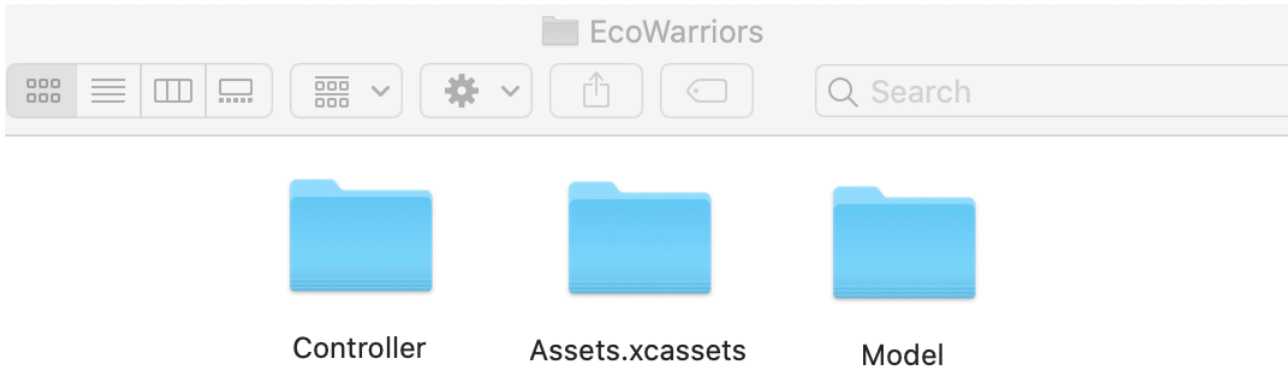 EcoWarriors
Search
Controller
Assets.xcassets
Model